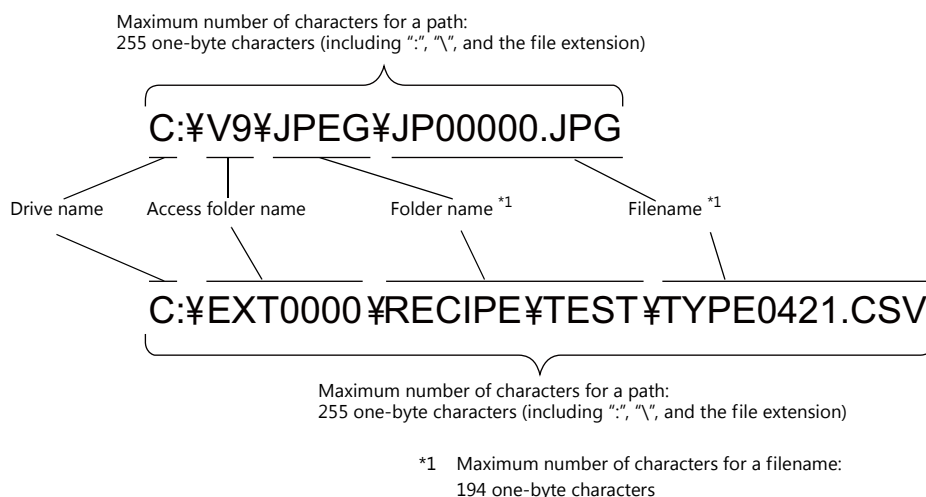 Maximum number of characters for a path:
255 one-byte characters (including “:”, “\”, and the file extension)
C:¥V9¥JPEG¥JP00000.JPG
Drive name Access folder name Folder name *1 Filename *1
C:¥EXT0000¥RECIPE¥TEST¥TYPE0421.CSV
Maximum number of characters for a path:
255 one-byte characters (including “:”, “\”, and the file extension)
*1 Maximum number of characters for a filename:
194 one-byte characters